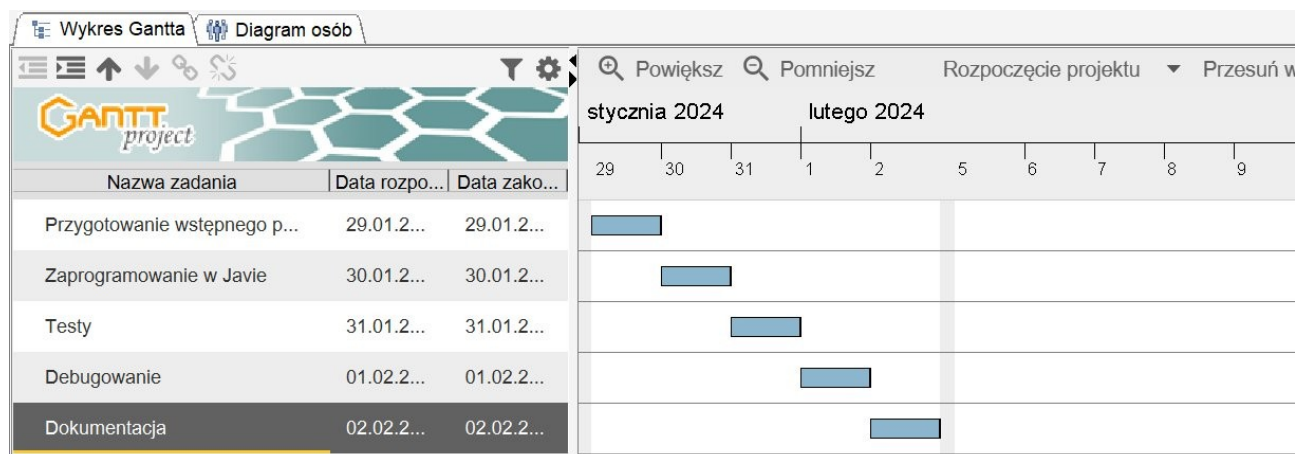 Wykres Gantta Diagram osób
Powiększ Pomniejsz Rozpoczęcie projektu Przesuń w
GANTT project
stycznia 2024 lutego 2024
29 30 31 1 2 5 6 7 8 9
Nazwa zadania Data rozpo... Data zako...
Przygotowanie wstępnego p... 29.01.2... 29.01.2...
Zaprogramowanie w Javie 30.01.2... 30.01.2...
Testy 31.01.2... 31.01.2...
Debugowanie 01.02.2... 01.02.2...
Dokumentacja 02.02.2... 02.02.2...